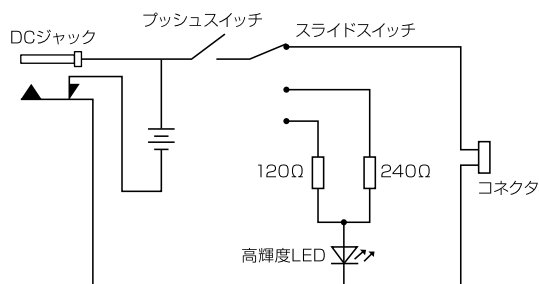 プッシュスイッチ
DCジャック
スライドスイッチ
120Ω
240Ω
コネクタ
高輝度LED